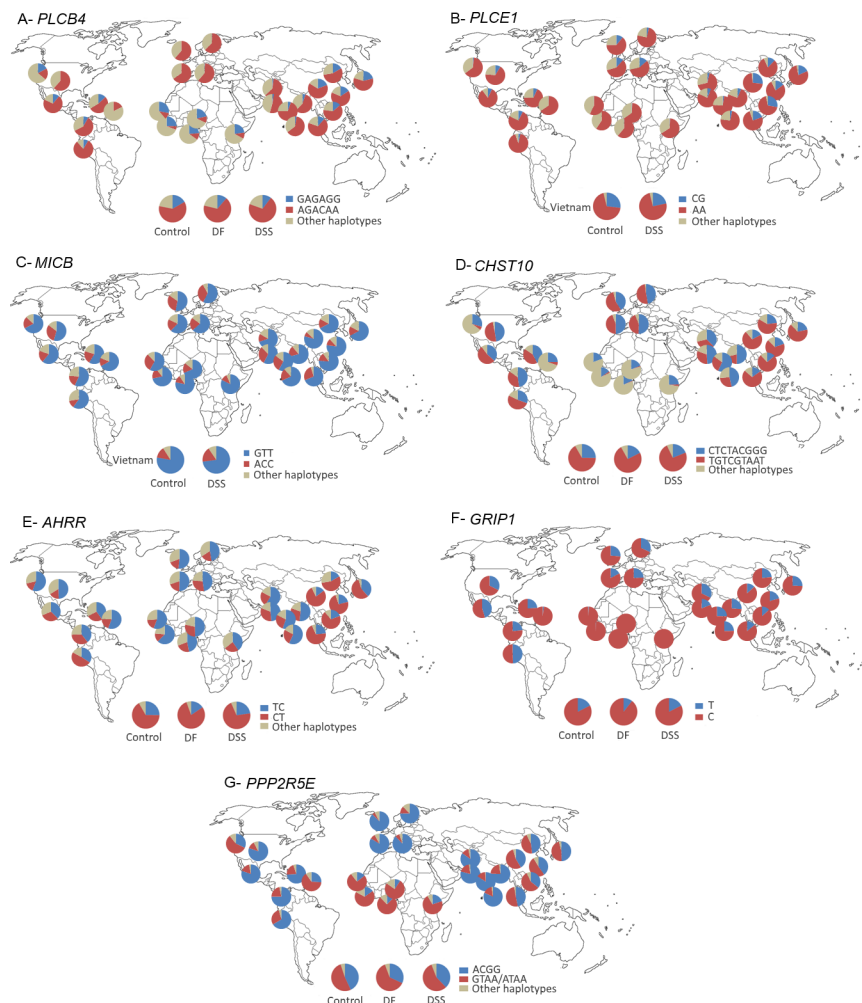 A- PLCB4
GAGAGG
AGACAA
Other haplotypes
Control DF DSS
B- PLCE1
Vietnam
CG
AA
Other haplotypes
Control DSS
C- MICB
Vietnam
GTT
ACC
Other haplotypes
Control DSS
D- CHST10
CTCTACGGG
TGTCGTAAT
Other haplotypes
Control DF DSS
E- AHRR
TC
CT
Other haplotypes
Control DF DSS
F- GRIP1
T
C
Control DF DSS
G- PPP2R5E
ACGG
GTAA/ATAA
Other haplotypes
Control DF DSS